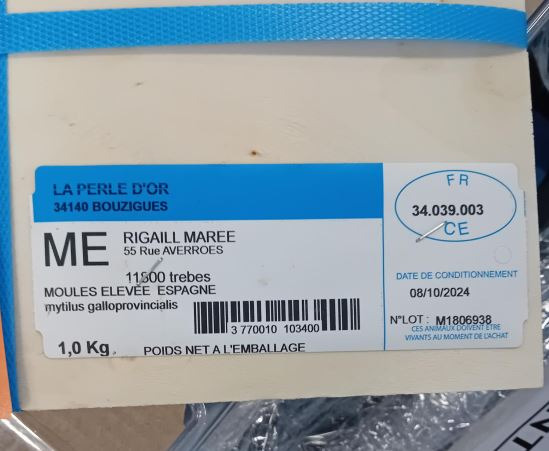 LA PERLE D'OR
34140 BOUZIGUES
ME
RIGAILL MAREE
55 Rue AVERROES
11800 trebes
MOULES ELEVÉE ESPAGNE
mytilus galloprovincialis
3 770010 103400
1,0 Kg.
POIDS NET A L'EMBALLAGE
FR
34.039.003
CE
DATE DE CONDITIONNEMENT
08/10/2024
N°LOT : M1806938
CES ANIMAUX DOIVENT ETRE
VIVANTS AU MOMENT DE L'ACHAT
NT